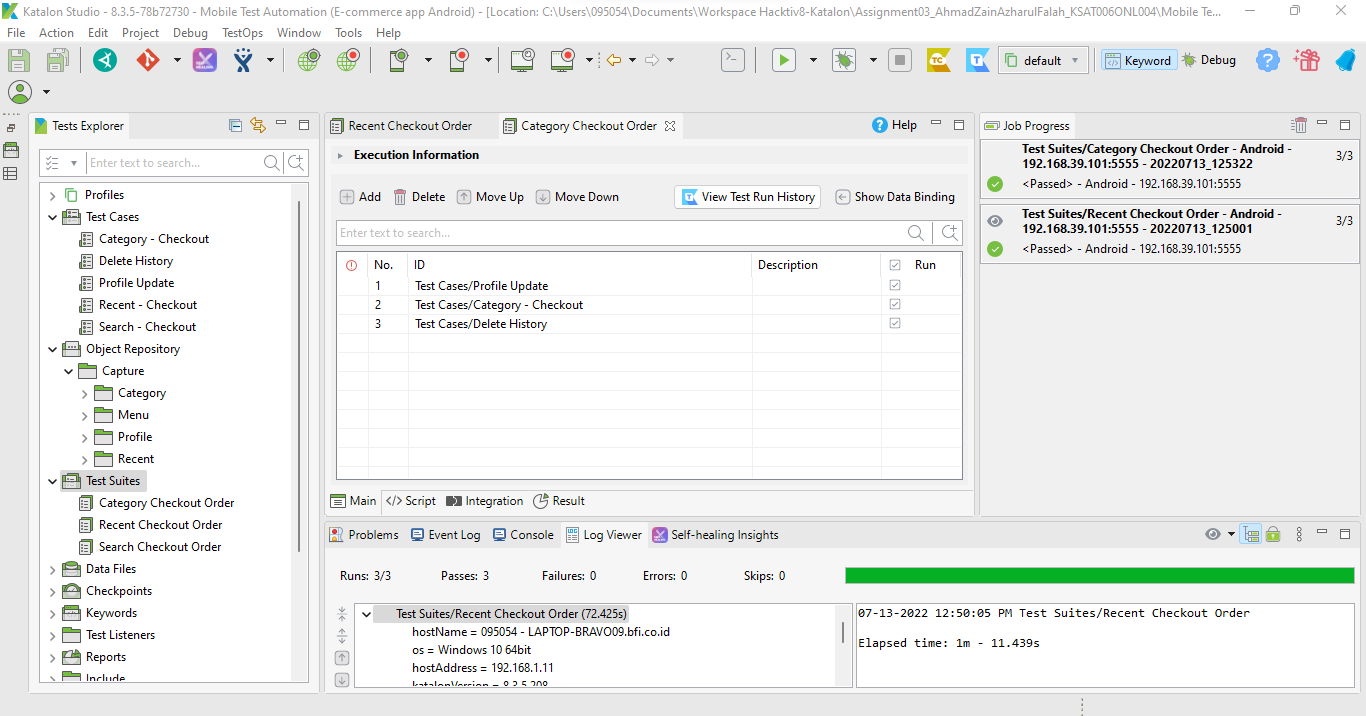 Katalon Studio - 8.3.5-78b72730 - Mobile Test Automation (E-commerce app Android) - [Location: C:\Users\095054\Documents\Workspace Hacktiv8-Katalon\Assignment03_AhmadZainAzharulFalah_KSAT006ONL004\Mobile Te...
File Action Edit Project Debug TestOps Window Tools Help
TC T default Keyword Debug
Tests Explorer
Enter text to search...
Profiles
Test Cases
Category - Checkout
Delete History
Profile Update
Recent - Checkout
Search - Checkout
Object Repository
Capture
Category
Menu
Profile
Recent
Test Suites
Category Checkout Order
Recent Checkout Order
Search Checkout Order
Data Files
Checkpoints
Keywords
Test Listeners
Reports
Include
Recent Checkout Order Category Checkout Order Help
Execution Information
Add Delete Move Up Move Down View Test Run History Show Data Binding
Enter text to search...
No. ID Description Run
1 Test Cases/Profile Update
2 Test Cases/Category - Checkout
3 Test Cases/Delete History
Main Script Integration Result
Job Progress
Test Suites/Category Checkout Order - Android - 3/3
192.168.39.101:5555 - 20220713_125322
<Passed> - Android - 192.168.39.101:5555
Test Suites/Recent Checkout Order - Android - 3/3
192.168.39.101:5555 - 20220713_125001
<Passed> - Android - 192.168.39.101:5555
Problems Event Log Console Log Viewer Self-healing Insights
Runs: 3/3 Passes: 3 Failures: 0 Errors: 0 Skips: 0
Test Suites/Recent Checkout Order (72.425s)
hostName = 095054 - LAPTOP-BRAVO09.bfi.co.id
os = Windows 10 64bit
hostAddress = 192.168.1.11
katalonVersion = 8.3.5.208
07-13-2022 12:50:05 PM Test Suites/Recent Checkout Order
Elapsed time: 1m - 11.439s